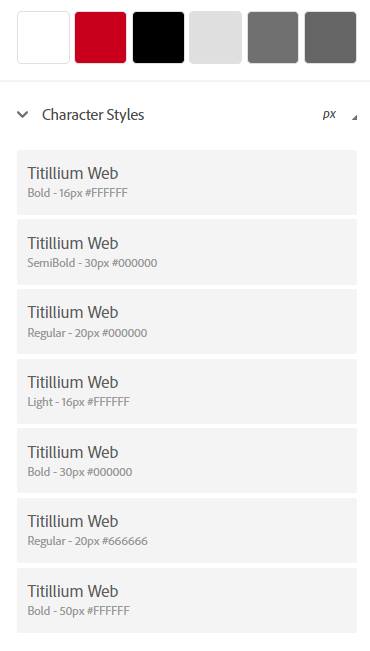 Character Styles px
Titillium Web
Bold - 16px #FFFFFF
Titillium Web
SemiBold - 30px #000000
Titillium Web
Regular - 20px #000000
Titillium Web
Light - 16px #FFFFFF
Titillium Web
Bold - 30px #000000
Titillium Web
Regular - 20px #666666
Titillium Web
Bold - 50px #FFFFFF